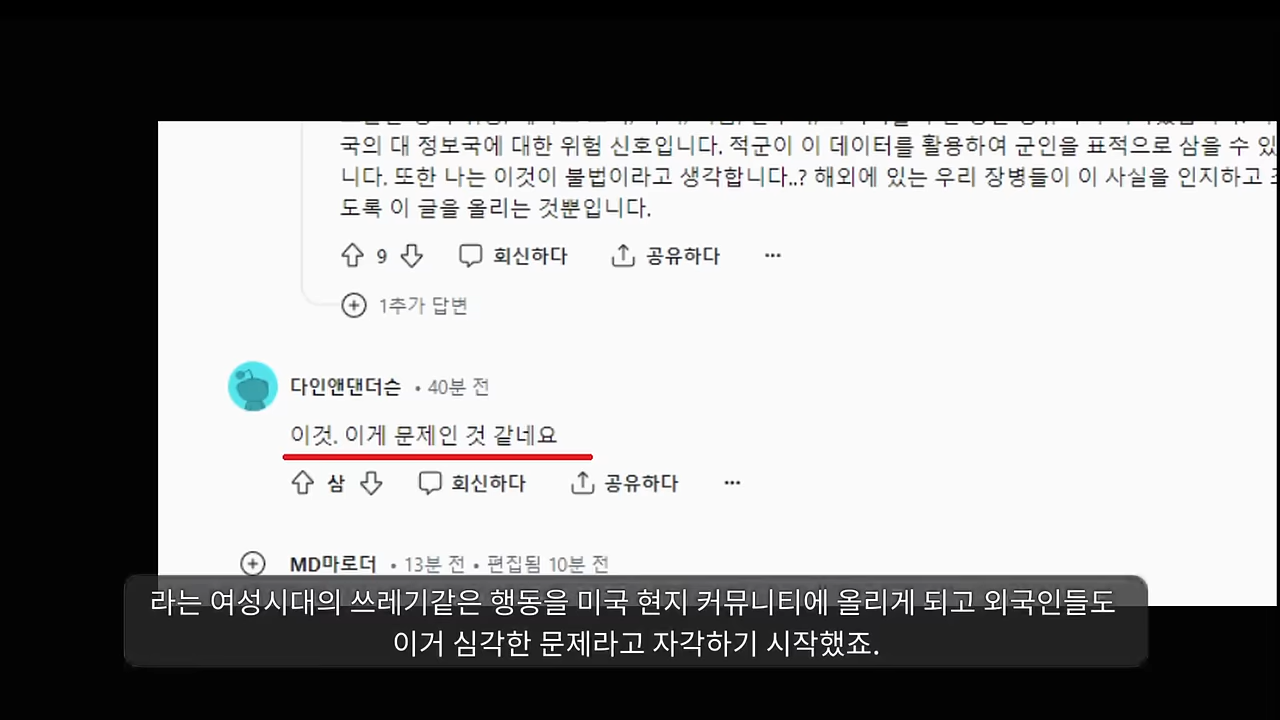 국의 대 정보국에 대한 위험 신호입니다. 적군이 이 데이터를 활용하여 군인을 표적으로 삼을 수 있
니다. 또한 나는 이것이 불법이라고 생각합니다..? 해외에 있는 우리 장병들이 이 사실을 인지하고
도록 이 글을 올리는 것뿐입니다.
9 회신하다 공유하다 ...
1추가 답변
다인앤댄더슨 • 40분 전
이것. 이게 문제인 것 같네요
삼 회신하다 공유하다 ...
MD마로더 • 13분 전 • 편집됨 10분 전
라는 여성시대의 쓰레기같은 행동을 미국 현지 커뮤니티에 올리게 되고 외국인들도
이거 심각한 문제라고 자각하기 시작했죠.